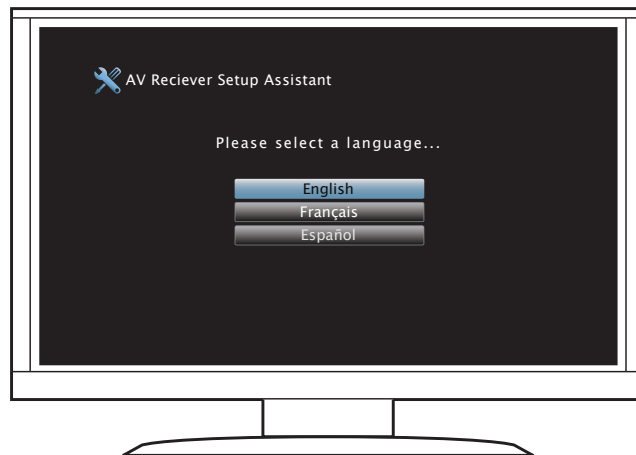 AV Reciever Setup Assistant
Please select a language...
English
Français
Español